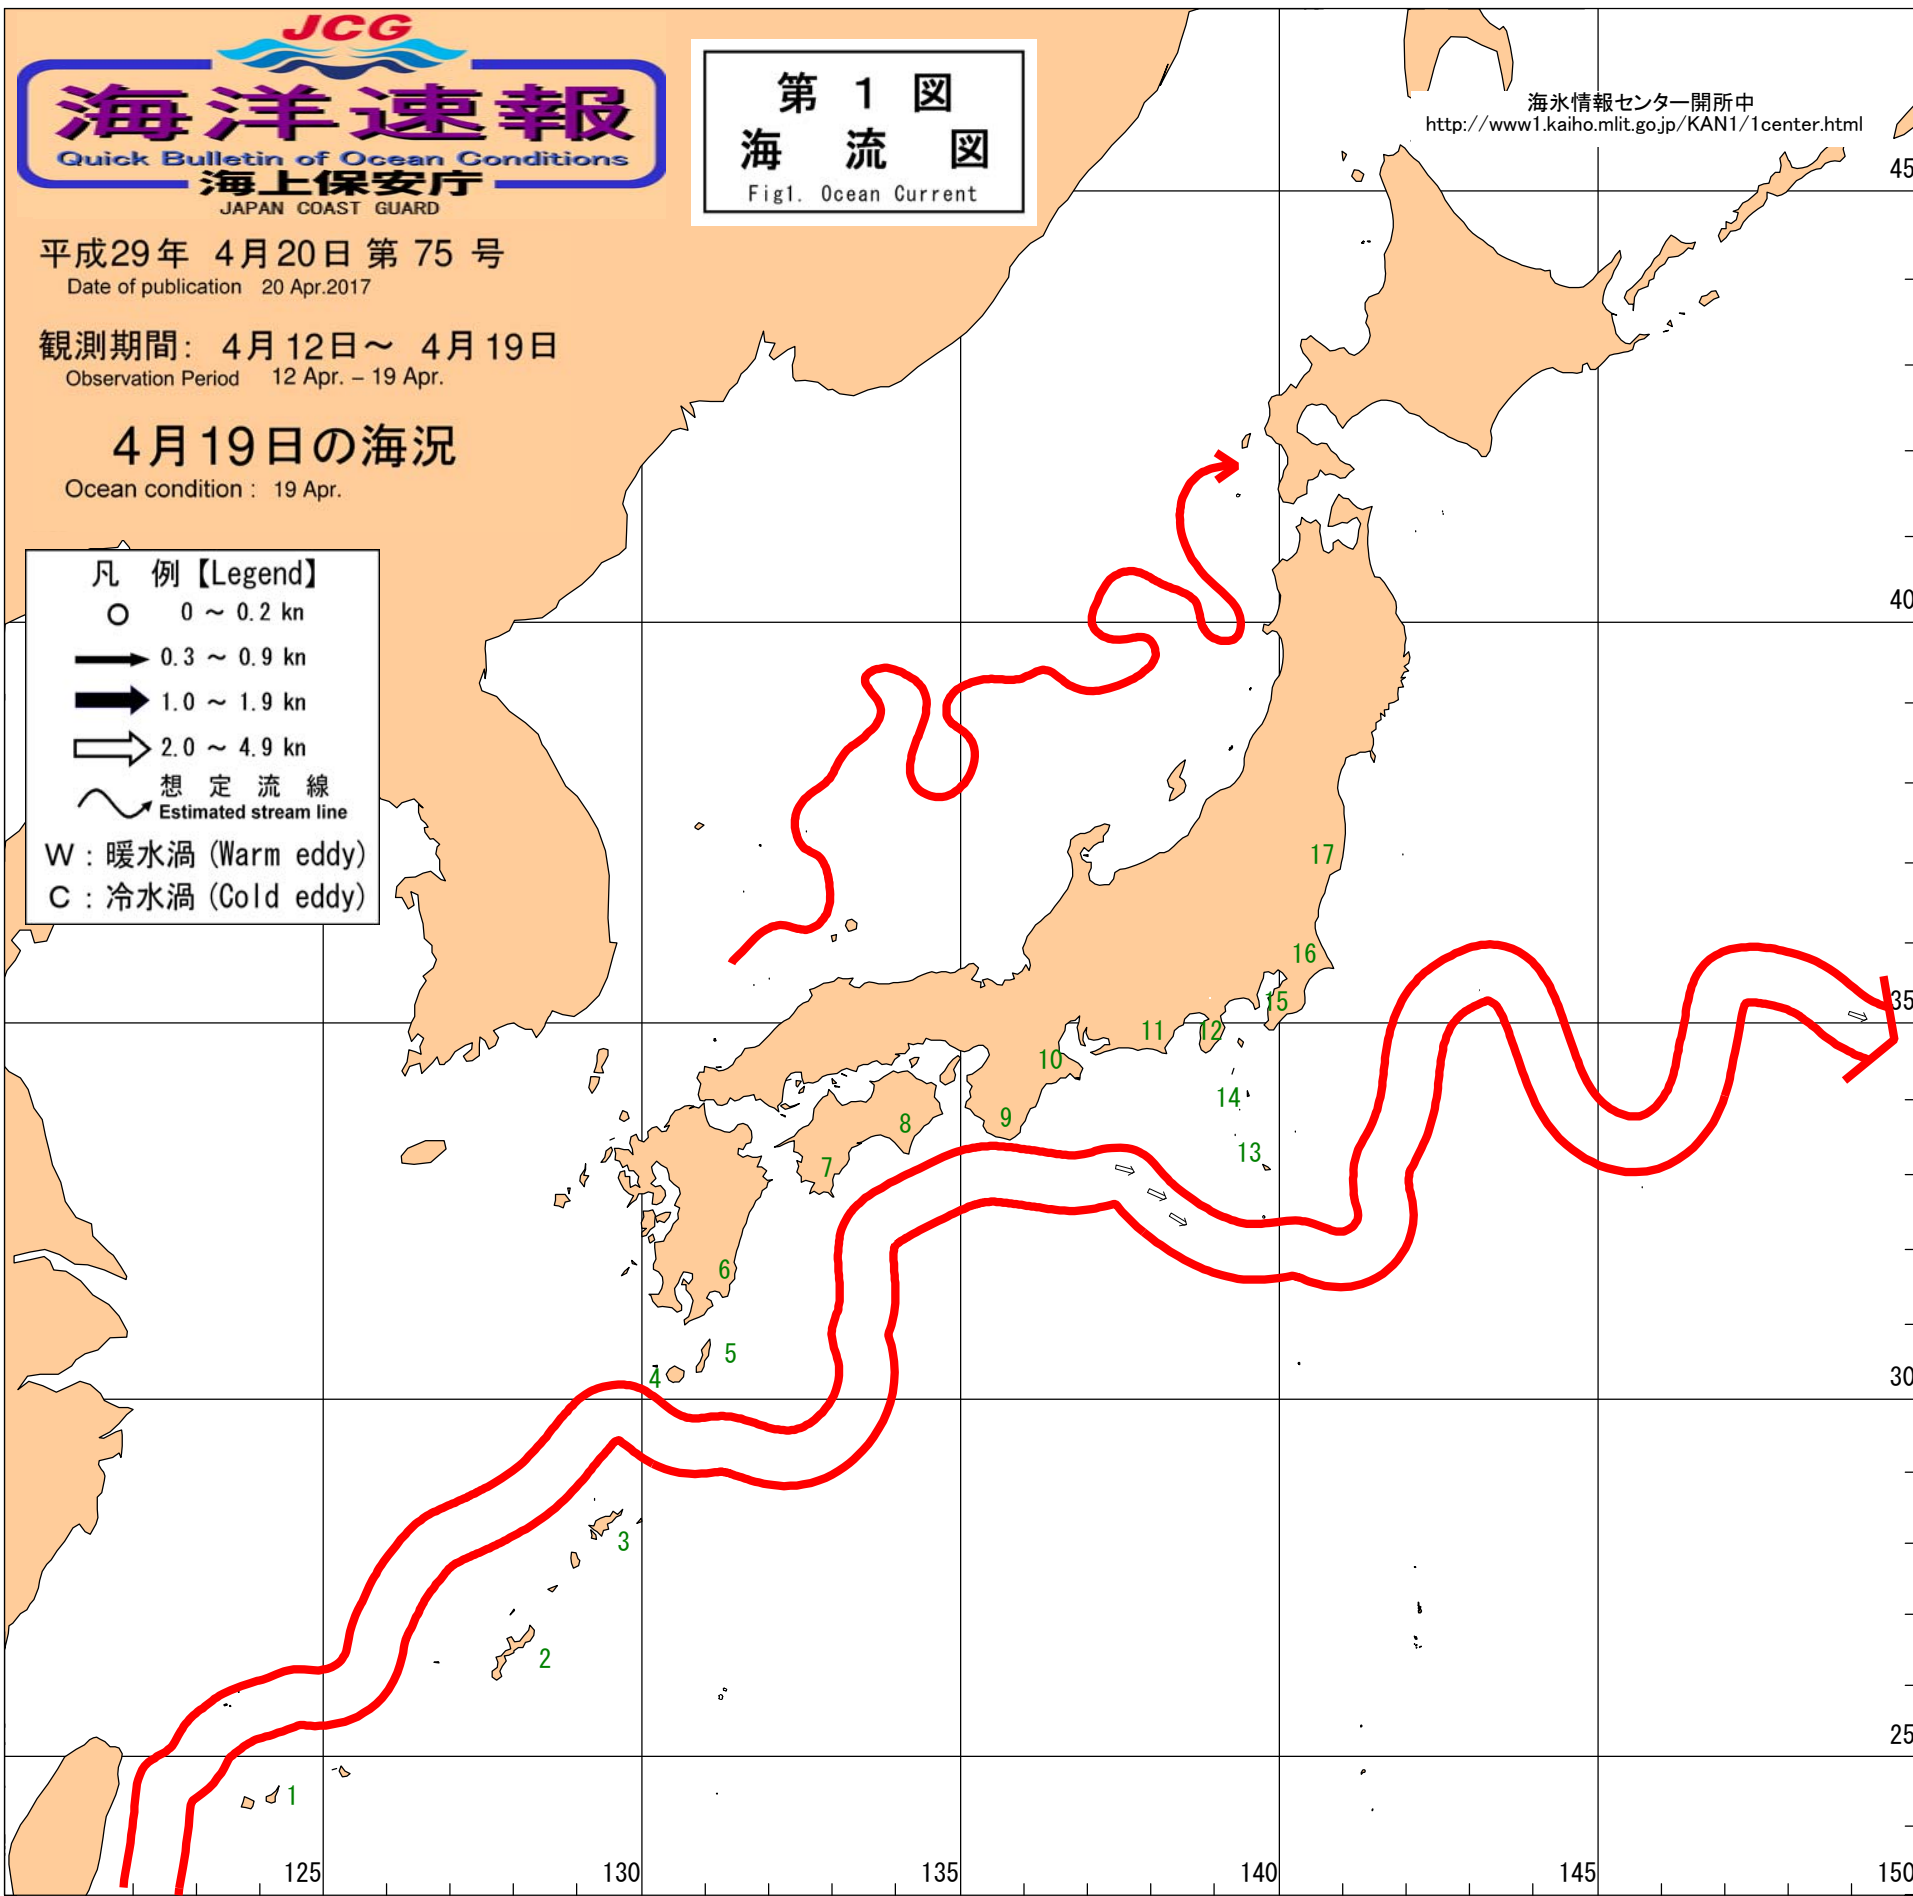 JCG
海洋速報
Quick Bulletin of Ocean Conditions
海上保安庁
JAPAN COAST GUARD
平成29年 4月20日 第 75 号
Date of publication 20 Apr.2017
観測期間: 4月12日～ 4月19日
Observation Period 12 Apr. – 19 Apr.
4月19日の海況
Ocean condition : 19 Apr.
第 1 図
海 流 図
Fig1. Ocean Current
海氷情報センター開所中
http://www1.kaiho.mlit.go.jp/KAN1/1center.html
凡 例【Legend】
0 ～ 0.2 kn
0.3 ～ 0.9 kn
1.0 ～ 1.9 kn
2.0 ～ 4.9 kn
想 定 流 線
Estimated stream line
W : 暖水渦 (Warm eddy)
C : 冷水渦 (Cold eddy)
45
40
17
16
35
15
11
12
10
14
9
8
13
7
6
5
4
30
3
2
25
1
125
130
135
140
145
150